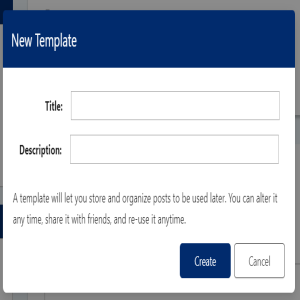 New Template
Title:
Description:
A template will let you store and organize posts to be used later. You can alter it
any time, share it with friends, and re-use it anytime.
Create
Cancel